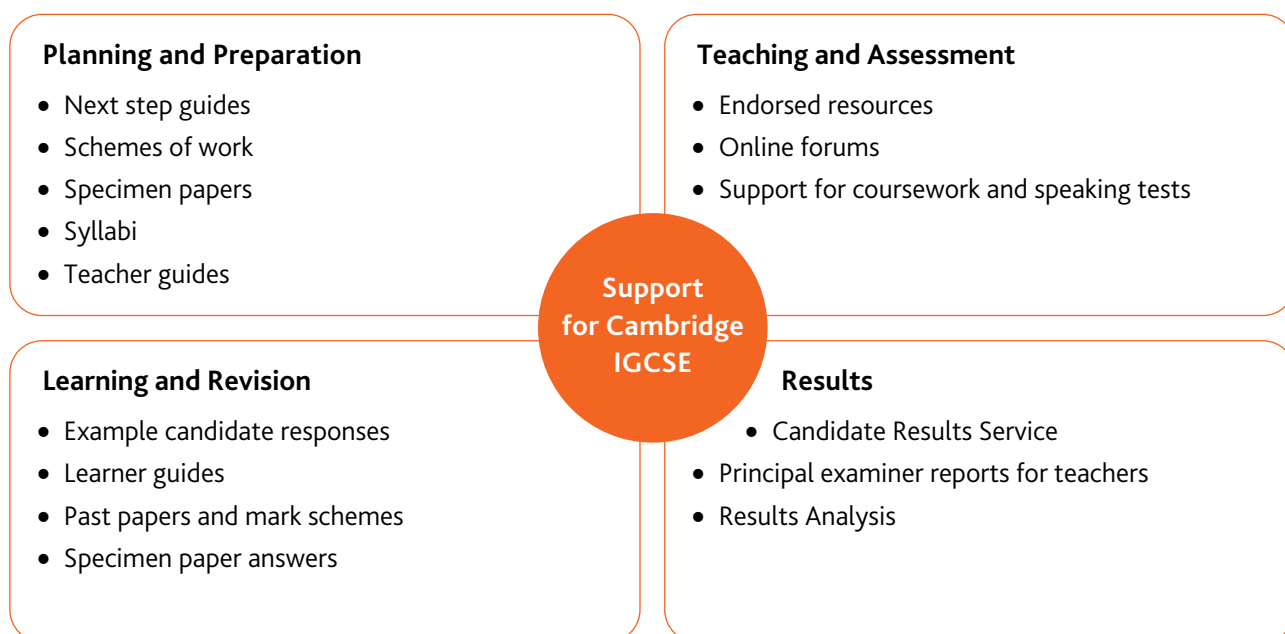 Planning and Preparation
• Next step guides
• Schemes of work
• Specimen papers
• Syllabi
• Teacher guides
Teaching and Assessment
• Endorsed resources
• Online forums
• Support for coursework and speaking tests
Support
for Cambridge
IGCSE
Learning and Revision
• Example candidate responses
• Learner guides
• Past papers and mark schemes
• Specimen paper answers
Results
• Candidate Results Service
• Principal examiner reports for teachers
• Results Analysis